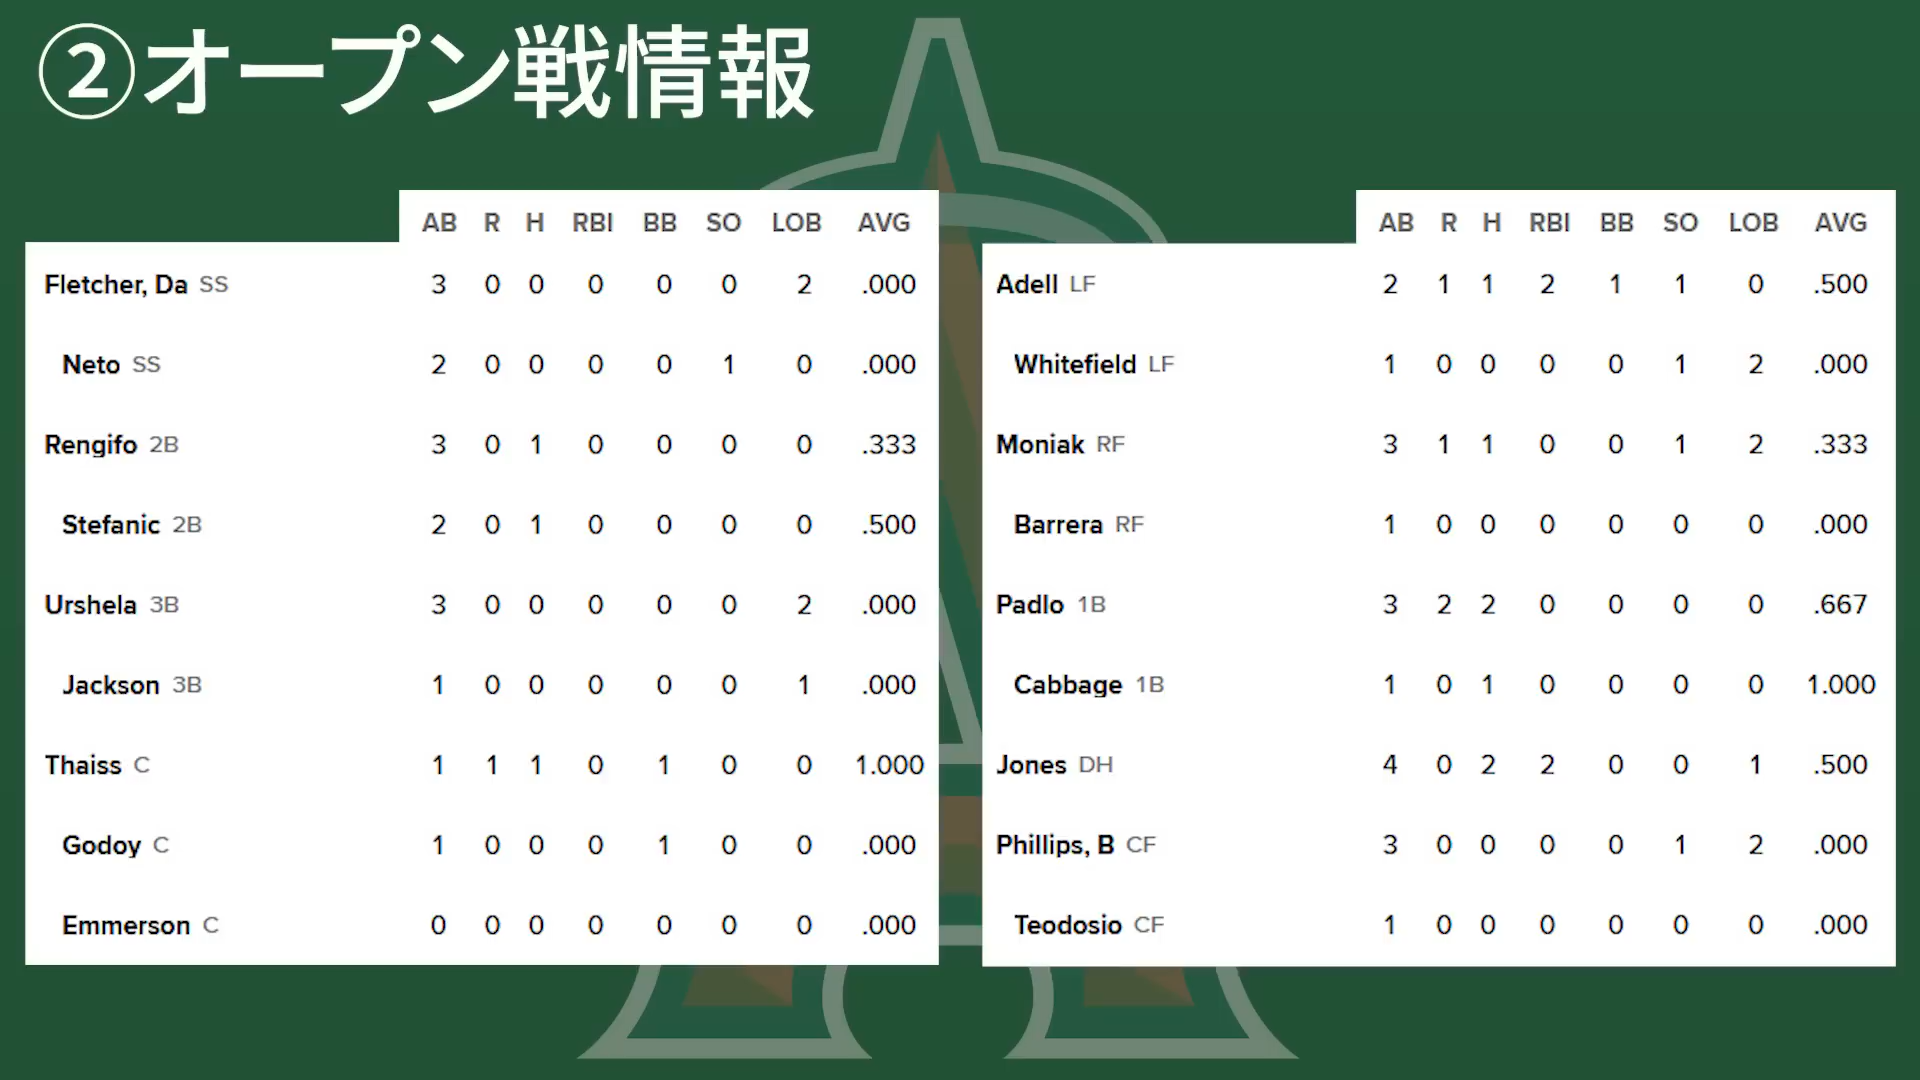 ②オープン戦情報
AB R H RBI BB SO LOB AVG
Fletcher, Da SS 3 0 0 0 0 0 2 .000
Neto SS 2 0 0 0 0 1 0 .000
Rengifo 2B 3 0 1 0 0 0 0 .333
Stefanic 2B 2 0 1 0 0 0 0 .500
Urshela 3B 3 0 0 0 0 0 2 .000
Jackson 3B 1 0 0 0 0 0 1 .000
Thaiss C 1 1 1 0 1 0 0 1.000
Godoy C 1 0 0 0 1 0 0 .000
Emmerson C 0 0 0 0 0 0 0 .000
AB R H RBI BB SO LOB AVG
Adell LF 2 1 1 2 1 1 0 .500
Whitefield LF 1 0 0 0 0 1 2 .000
Moniak RF 3 1 1 0 0 1 2 .333
Barrera RF 1 0 0 0 0 0 0 .000
Padlo 1B 3 2 2 0 0 0 0 .667
Cabbage 1B 1 0 1 0 0 0 0 1.000
Jones DH 4 0 2 2 0 0 1 .500
Phillips, B CF 3 0 0 0 0 1 2 .000
Teodosio CF 1 0 0 0 0 0 0 .000